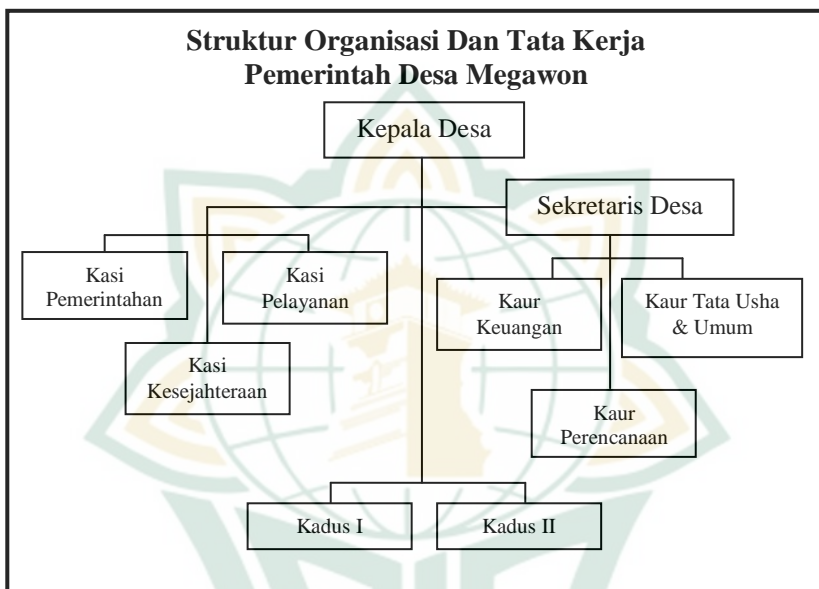 Struktur Organisasi Dan Tata Kerja
Pemerintah Desa Megawon
Kepala Desa
Sekretaris Desa
Kasi
Pemerintahan
Kasi
Pelayanan
Kaur
Keuangan
Kaur Tata Usha
& Umum
Kasi
Kesejahteraan
Kaur
Perencanaan
Kadus I
Kadus II